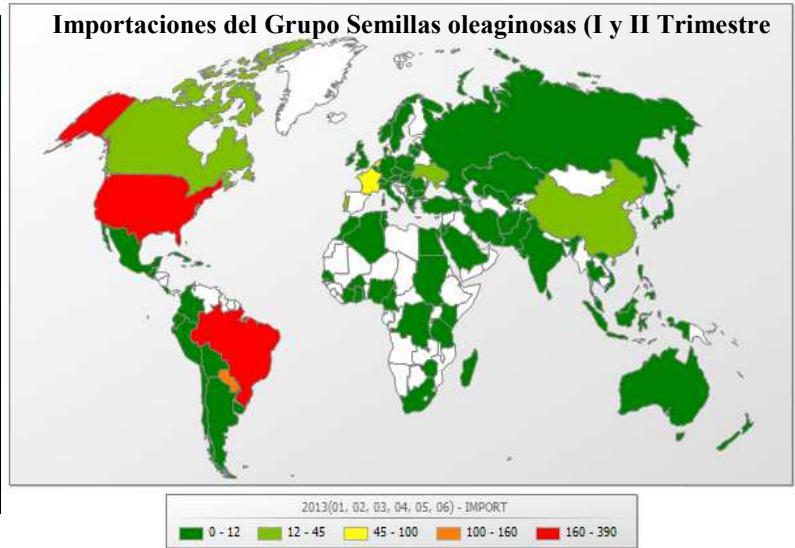 Importaciones del Grupo Semillas oleaginosas (I y II Trimestre
2013(01, 02, 03, 04, 05, 06) - IMPORT
0 - 12 12 - 45 45 - 100 100 - 160 160 - 390